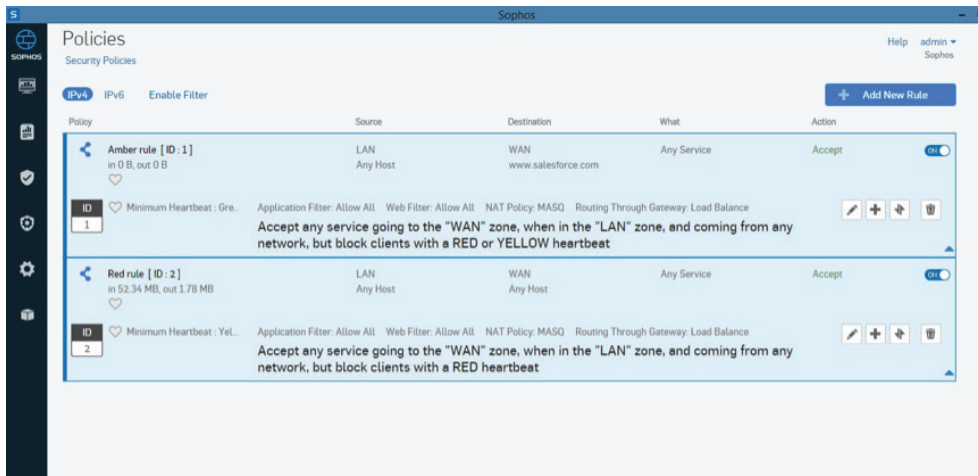 S
Sophos
SOPHOS
Policies
Security Policies
Help admin
Sophos
IPv4 IPv6 Enable Filter
Add New Rule
Policy Source Destination What Action
Amber rule [ ID : 1 ] LAN WAN Any Service Accept ON
in 0 B, out 0 B Any Host www.salesforce.com
ID Minimum Heartbeat : Gre.. Application Filter: Allow All Web Filter: Allow All NAT Policy: MASQ Routing Through Gateway: Load Balance
1 Accept any service going to the "WAN" zone, when in the "LAN" zone, and coming from any
network, but block clients with a RED or YELLOW heartbeat
Red rule [ ID : 2 ] LAN WAN Any Service Accept ON
in 52.34 MB, out 1.78 MB Any Host Any Host
ID Minimum Heartbeat : Yel... Application Filter: Allow All Web Filter: Allow All NAT Policy: MASQ Routing Through Gateway: Load Balance
2 Accept any service going to the "WAN" zone, when in the "LAN" zone, and coming from any
network, but block clients with a RED heartbeat